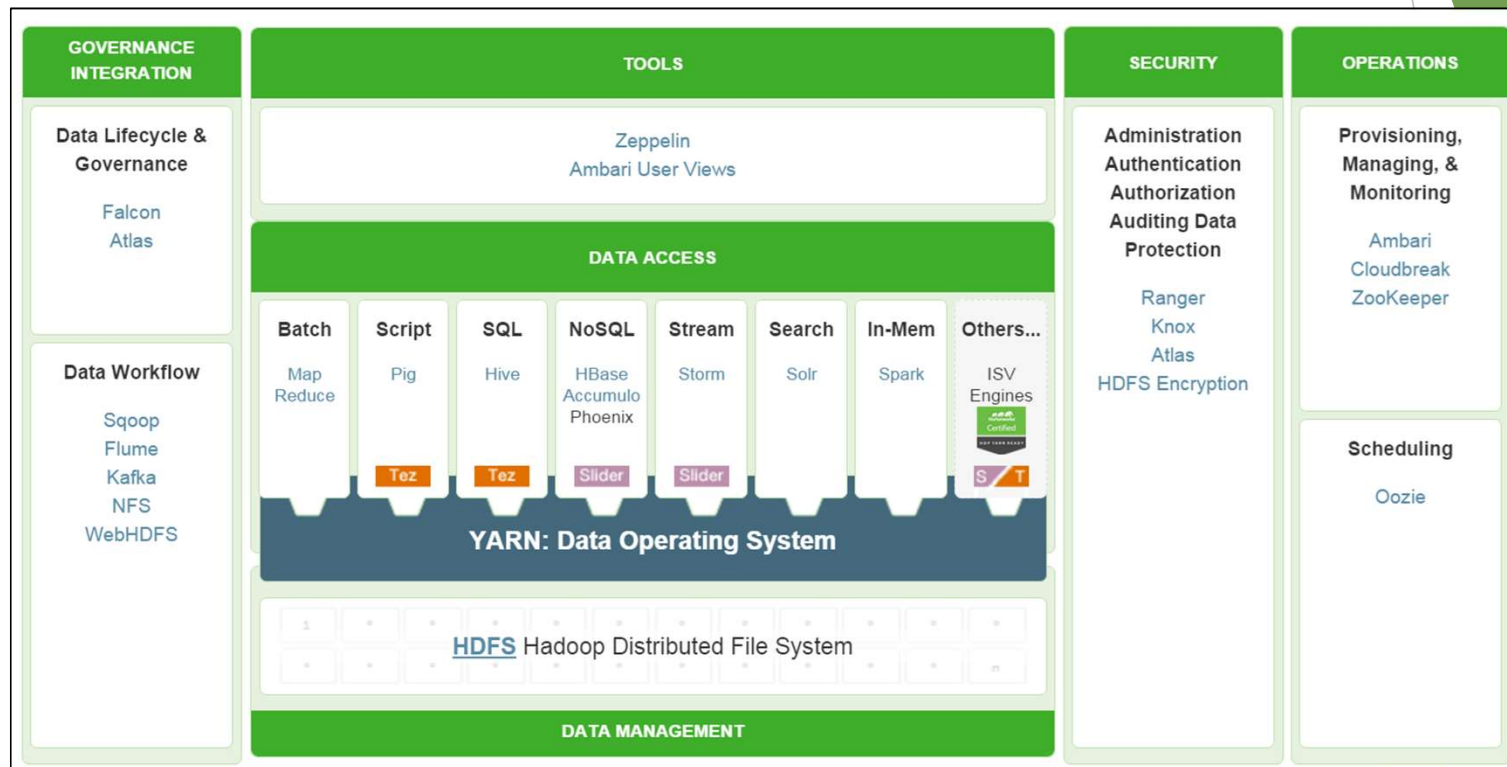 GOVERNANCE
INTEGRATION
Data Lifecycle &
Governance
Falcon
Atlas
Data Workflow
Sqoop
Flume
Kafka
NFS
WebHDFS
TOOLS
Zeppelin
Ambari User Views
DATA ACCESS
Batch
Map
Reduce
Script
Pig
Tez
SQL
Hive
Tez
NoSQL
HBase
Accumulo
Phoenix
Slider
Stream
Storm
Slider
Search
Solr
In-Mem
Spark
Others...
ISV
Engines
Certified
S T
YARN: Data Operating System
1
HDFS Hadoop Distributed File System
n
DATA MANAGEMENT
SECURITY
Administration
Authentication
Authorization
Auditing Data
Protection
Ranger
Knox
Atlas
HDFS Encryption
OPERATIONS
Provisioning,
Managing, &
Monitoring
Ambari
Cloudbreak
ZooKeeper
Scheduling
Oozie